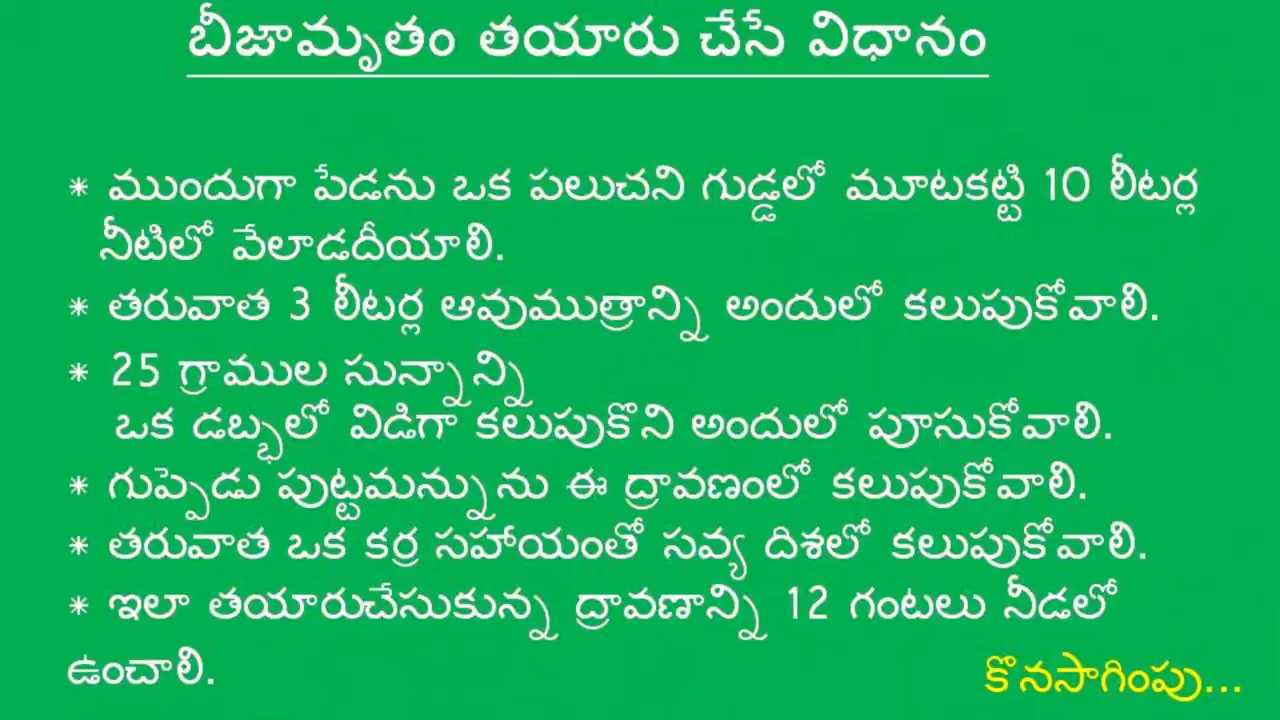 బీజామృతం తయారు చేసే విధానం
* ముందుగా పేడను ఒక పలుచని గుడ్డలో మూటకట్టి 10 లీటర్ల
నీటిలో వేలాడదీయాలి.
* తరువాత 3 లీటర్ల ఆవుముత్రాన్ని అందులో కలుపుకోవాలి.
* 25 గ్రాముల సున్నాన్ని
ఒక డబ్బలో విడిగా కలుపుకొని అందులో పూసుకోవాలి.
* గుప్పెడు పుట్టమన్నును ఈ ద్రావణంలో కలుపుకోవాలి.
* తరువాత ఒక కర్ర సహాయంతో సవ్య దిశలో కలుపుకోవాలి.
* ఇలా తయారుచేసుకున్న ద్రావణాన్ని 12 గంటలు నీడలో
ఉంచాలి.
కొనసాగింపు...